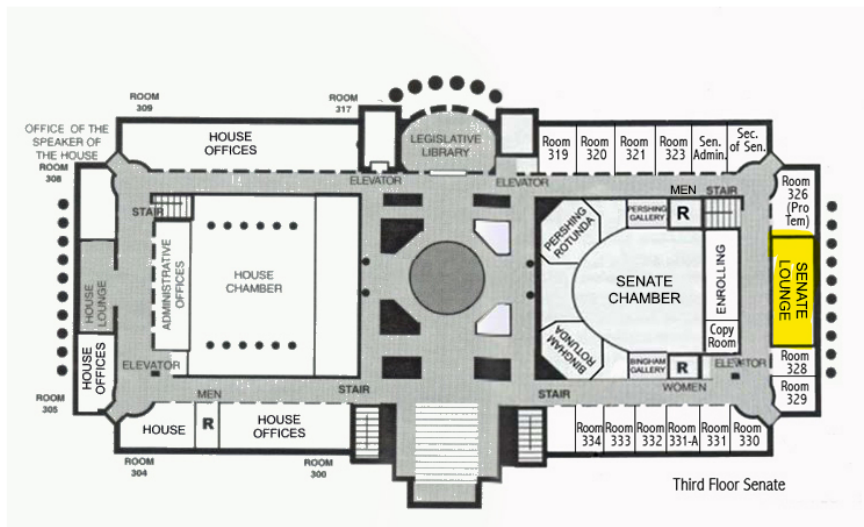 ROOM
309
ROOM
317
OFFICE OF THE
SPEAKER OF
THE HOUSE
ROOM
308
HOUSE
OFFICES
LEGISLATIVE
LIBRARY
Room
319
Room
320
Room
321
Room
323
Sen.
Admin.
Sec.
of Sen.
ELEVATOR
ELEVATOR
MEN
STAIR
Room
326
(Pro
Tem)
STAIR
PERSHING
GALLERY
R
PERSHING
ROTUNDA
HOUSE
LOUNGE
ADMINISTRATIVE
OFFICES
HOUSE
CHAMBER
SENATE
CHAMBER
ENROLLING
SENATE
LOUNGE
Copy
Room
BINGHAM
ROTUNDA
BINGHAM
GALLERY
R
HOUSE
OFFICES
ELEVATOR
ELEVATOR
Room
328
Room
329
MEN
STAIR
STAIR
WOMEN
ROOM
305
HOUSE
R
HOUSE
OFFICES
Room
334
Room
333
Room
332
Room
331-A
Room
331
Room
330
ROOM
304
ROOM
300
Third Floor Senate